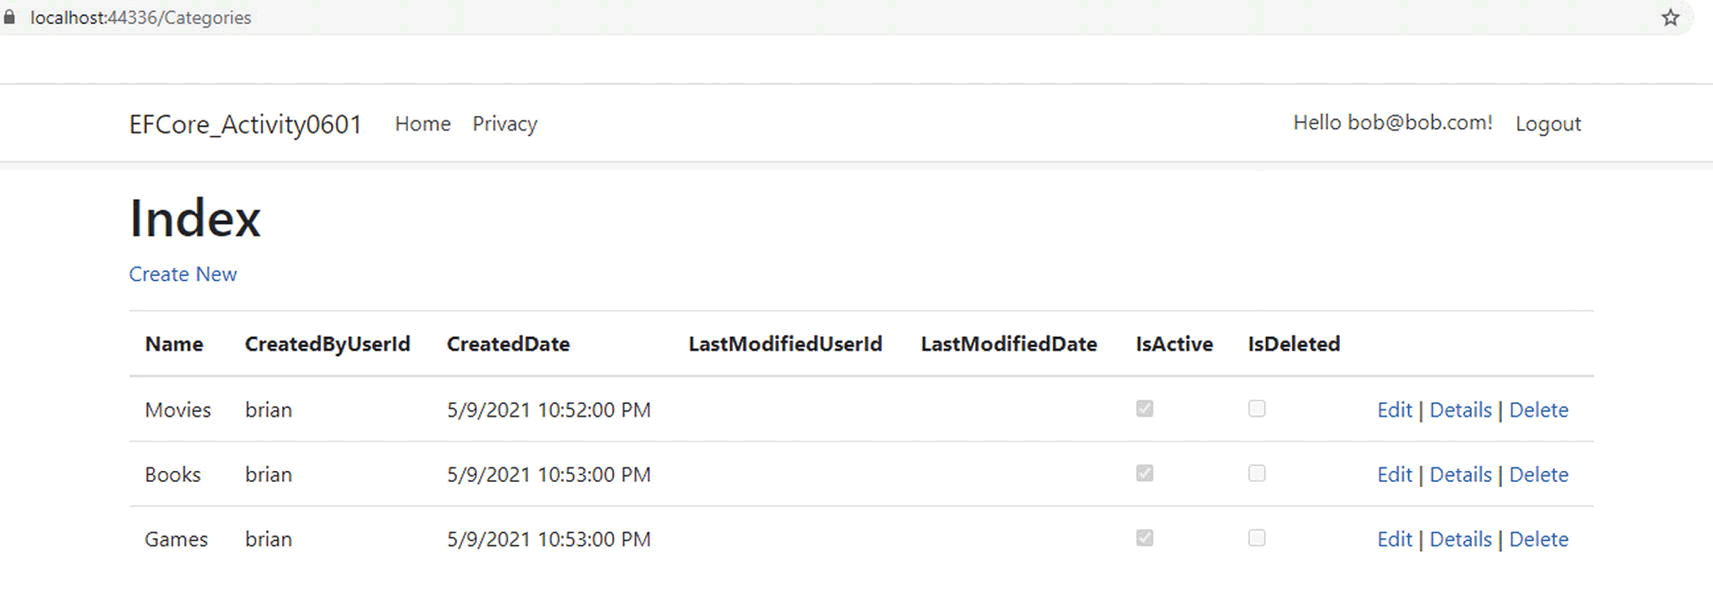 localhost:44336/Categories
EFCore_Activity0601 Home Privacy Hello bob@bob.com! Logout
Index
Create New
Name CreatedByUserId CreatedDate LastModifiedUserId LastModifiedDate IsActive IsDeleted
Movies brian 5/9/2021 10:52:00 PM Edit | Details | Delete
Books brian 5/9/2021 10:53:00 PM Edit | Details | Delete
Games brian 5/9/2021 10:53:00 PM Edit | Details | Delete